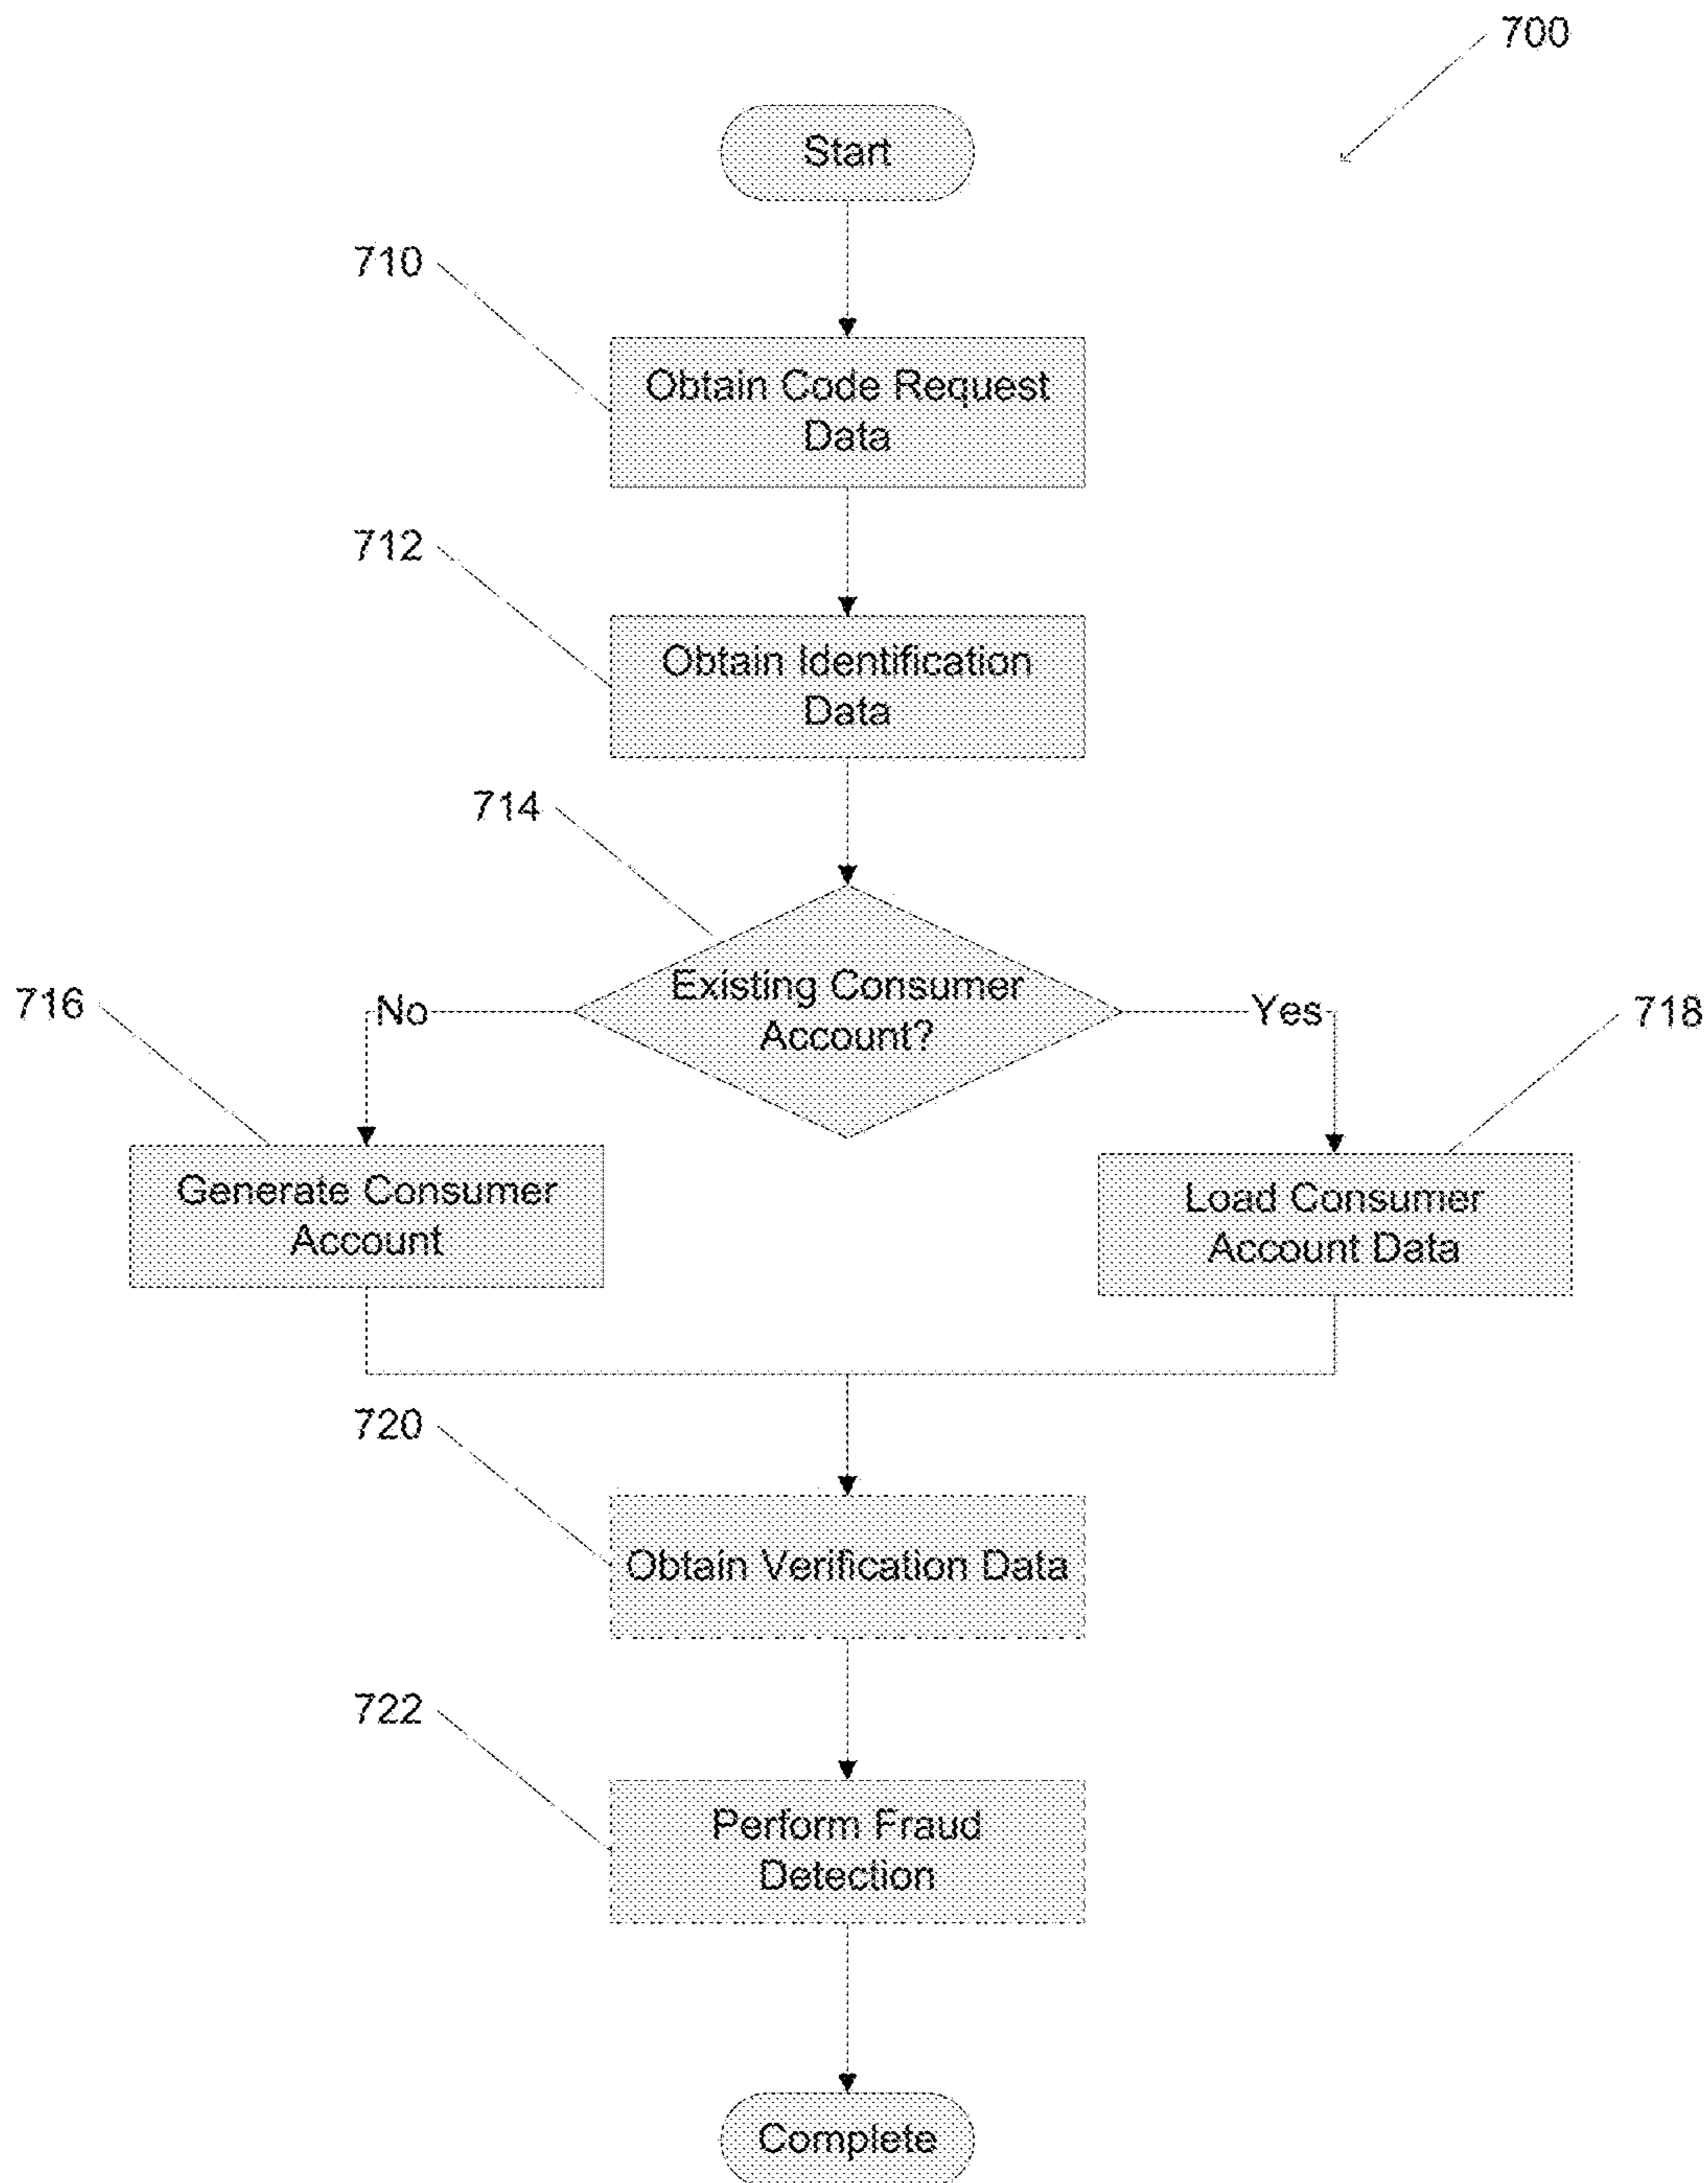 700
Start
710
Obtain Code Request
Data
712
Obtain Identification
Data
714
Existing Consumer
Account?
No
Yes
716
718
Generate Consumer
Account
Load Consumer
Account Data
720
Obtain Verification Data
722
Perform Fraud
Detection
Complete